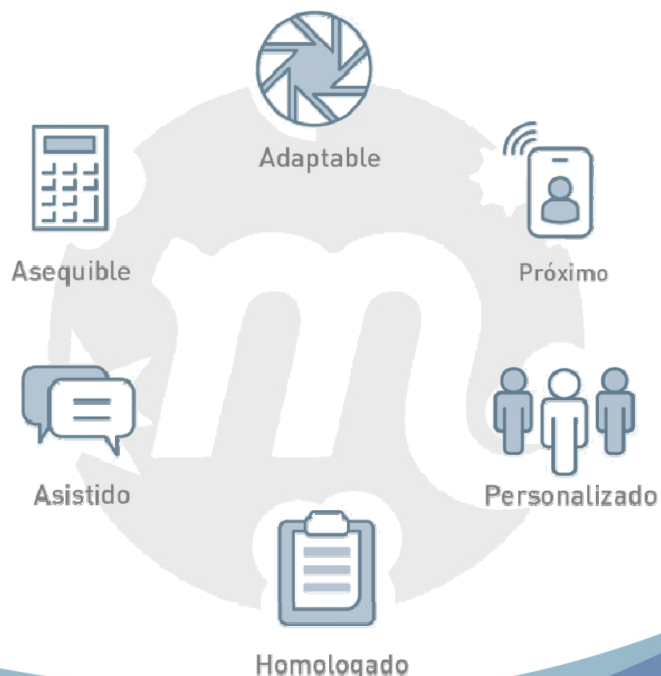 Adaptable
Asequible
Próximo
Asistido
Personalizado
Homologado
m